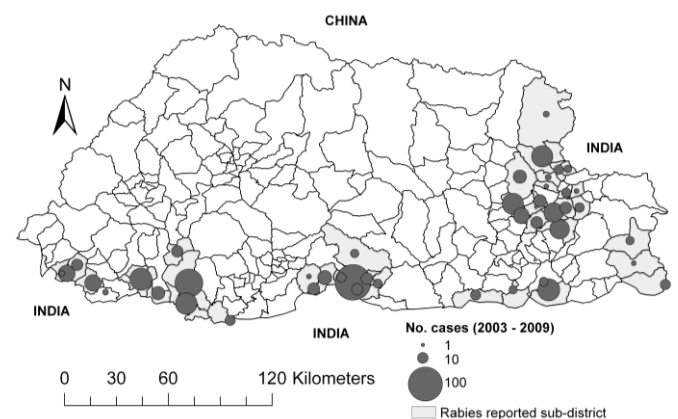 CHINA
N
INDIA
INDIA
INDIA
No. cases (2003 - 2009)
1
10
100
Rabies reported sub-district
0 30 60 120 Kilometers